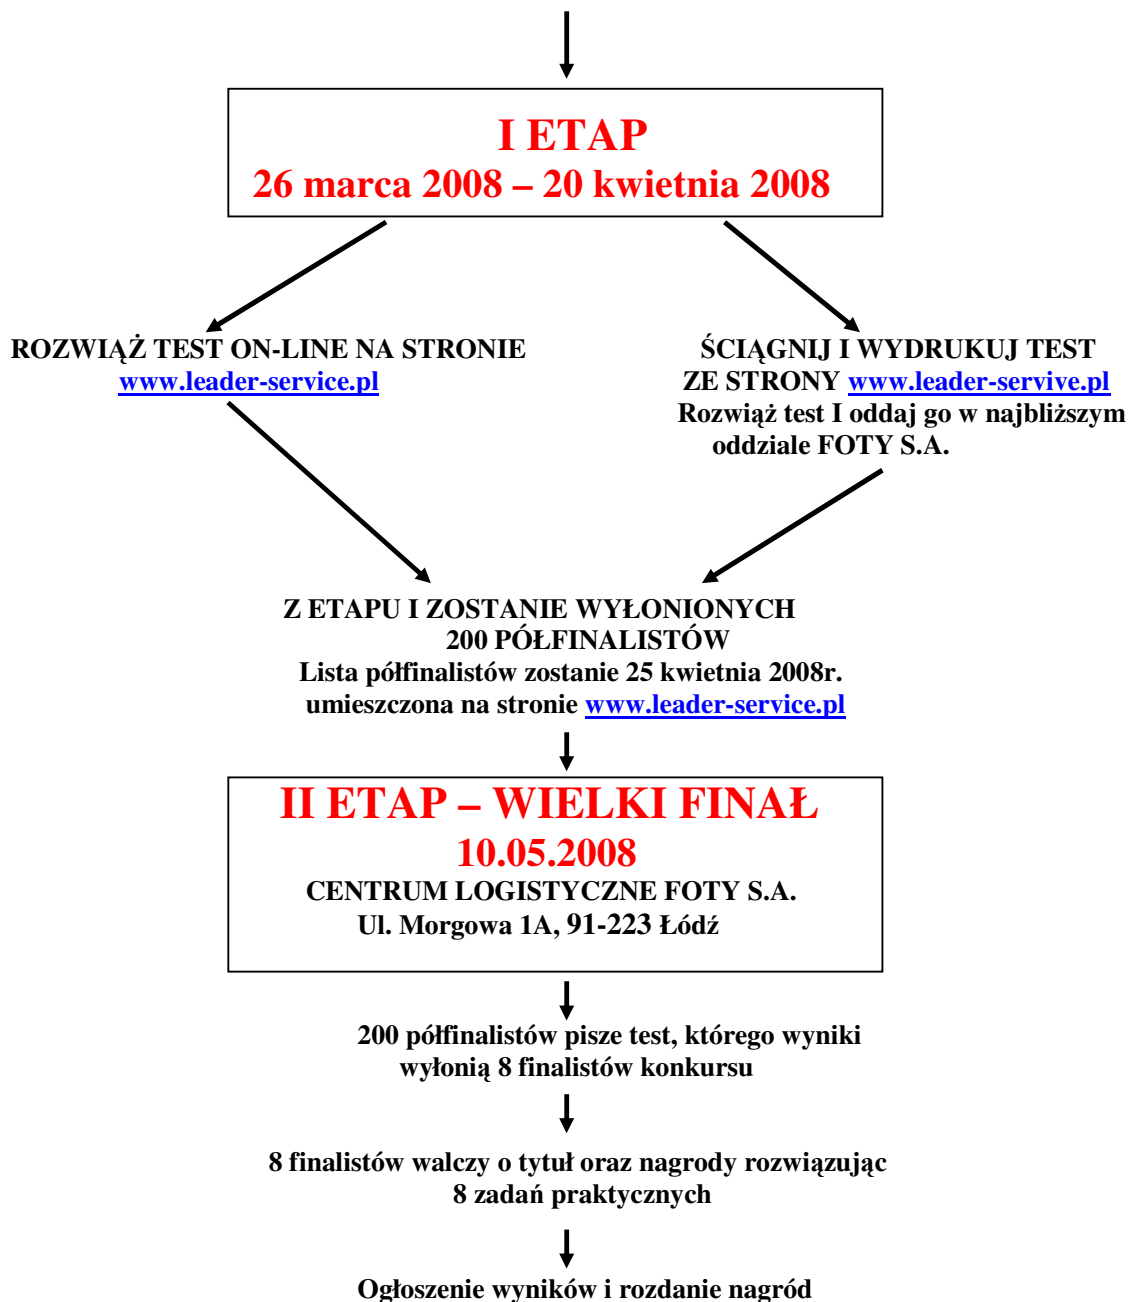 I ETAP
26 marca 2008 – 20 kwietnia 2008
ROZWIĄŻ TEST ON-LINE NA STRONIE
www.leader-service.pl
ŚCIĄGNIJ I WYDRUKUJ TEST
ZE STRONY www.leader-servive.pl
Rozwiąż test I oddaj go w najbliższym
oddziale FOTY S.A.
Z ETAPU I ZOSTANIE WYŁONIONYCH
200 PÓŁFINALISTÓW
Lista półfinalistów zostanie 25 kwietnia 2008r.
umieszczona na stronie www.leader-service.pl
II ETAP – WIELKI FINAŁ
10.05.2008
CENTRUM LOGISTYCZNE FOTY S.A.
Ul. Morgowa 1A, 91-223 Łódź
200 półfinalistów pisze test, którego wyniki
wyłonią 8 finalistów konkursu
8 finalistów walczy o tytuł oraz nagrody rozwiązując
8 zadań praktycznych
Ogłoszenie wyników i rozdanie nagród